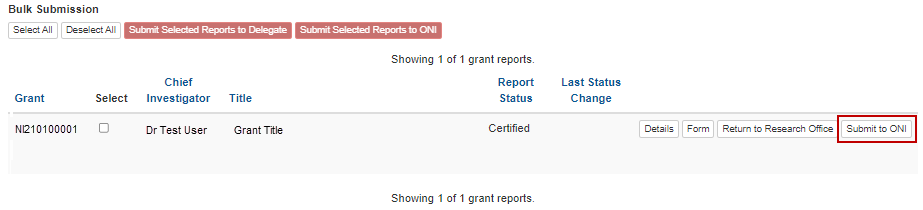 Bulk Submission
Select All Deselect All Submit Selected Reports to Delegate Submit Selected Reports to ONI
Showing 1 of 1 grant reports.
Grant Select Chief Investigator Title Report Status Last Status Change
NI210100001 Dr Test User Grant Title Certified Details Form Return to Research Office Submit to ONI
Showing 1 of 1 grant reports.